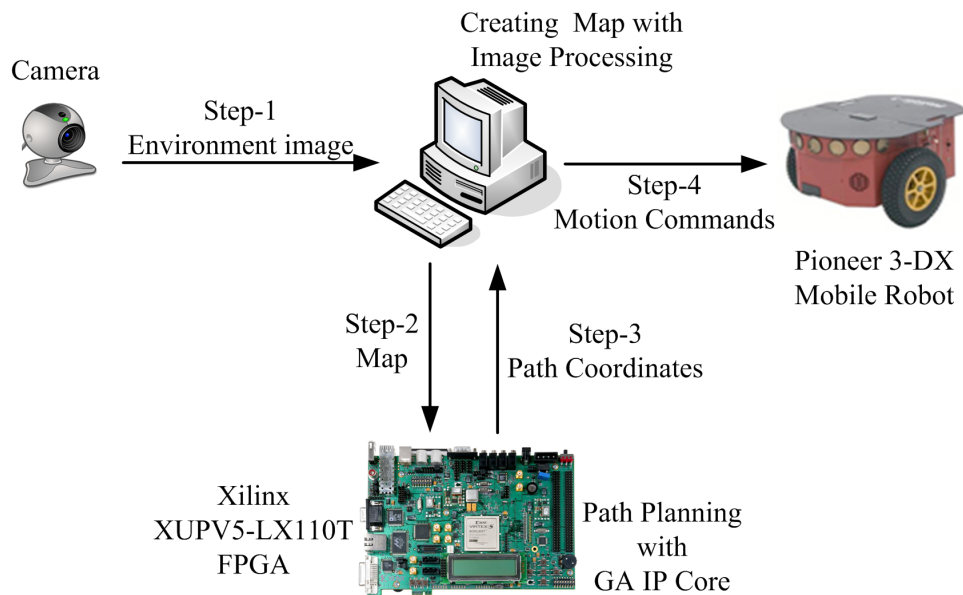 Camera
Step-1
Environment image
Creating Map with
Image Processing
Step-4
Motion Commands
Pioneer 3-DX
Mobile Robot
Step-2
Map
Step-3
Path Coordinates
Xilinx
XUPV5-LX110T
FPGA
Path Planning
with
GA IP Core